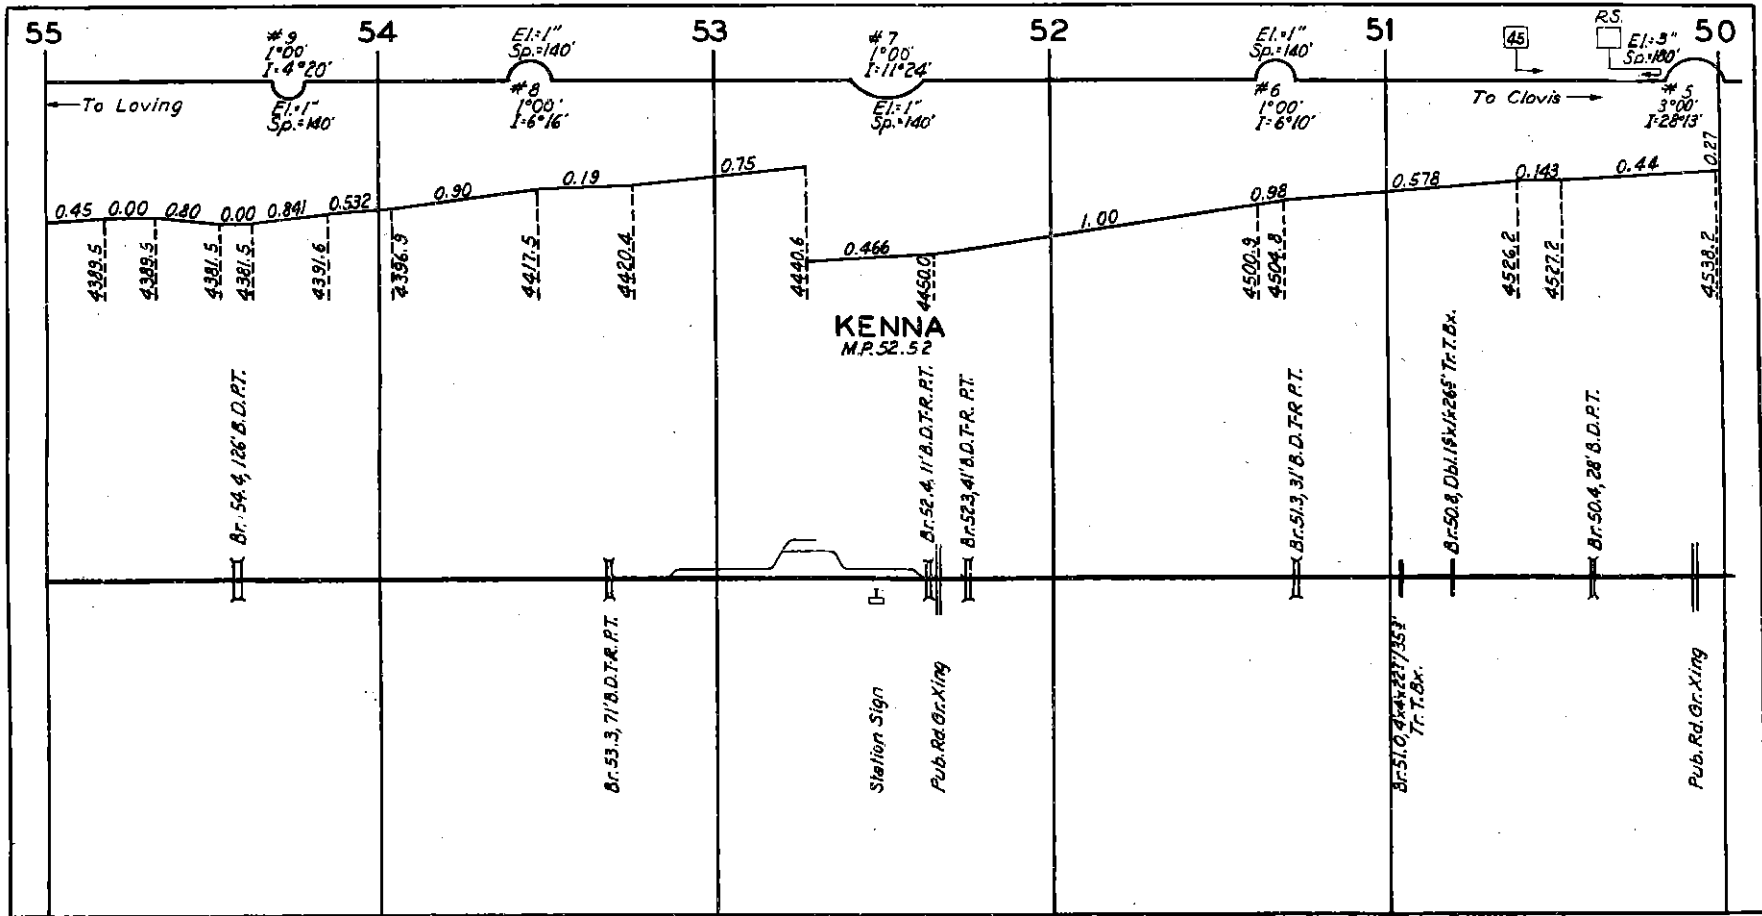 55
54
53
52
51
50
#9
1°00'
I=4°20'
El.=1"
Sp.=140'
El.=1"
Sp.=140'
#8
1°00'
I=6°16'
#7
1°00'
I=11°24'
El.=1"
Sp.=140'
El.=1"
Sp.=140'
#6
1°00'
I=6°10'
45
R.S.
El.=3"
Sp.=180'
#5
3°00'
I=28°13'
← To Loving
To Clovis →
0.45 0.00 0.80 0.00 0.841 0.532 0.90 0.19 0.75
0.466 1.00 0.98 0.578 0.143 0.44 0.27
4389.5
4389.5
4381.5
4381.5
4391.6
4396.9
4417.5
4420.4
4440.6
4450.0
4500.9
4504.8
4526.2
4527.2
4538.2
KENNA
M.P. 52.52
Br. 54.4, 126' B.D.P.T.
Br. 53.3, 71' B.D.T-R. P.T.
Station Sign
Br. 52.4, 11' B.D.T-R. P.T.
Pub. Rd. Gr. Xing
Br. 52.3, 41' B.D.T-R. P.T.
Br. 51.3, 31' B.D.T-R P.T.
Br. 51.0,
Tr. T. Bx.
Br. 50.8, Dbl. Tr. T. Bx.
Br. 50.4, 28' B.D.P.T.
Pub. Rd. Gr. Xing